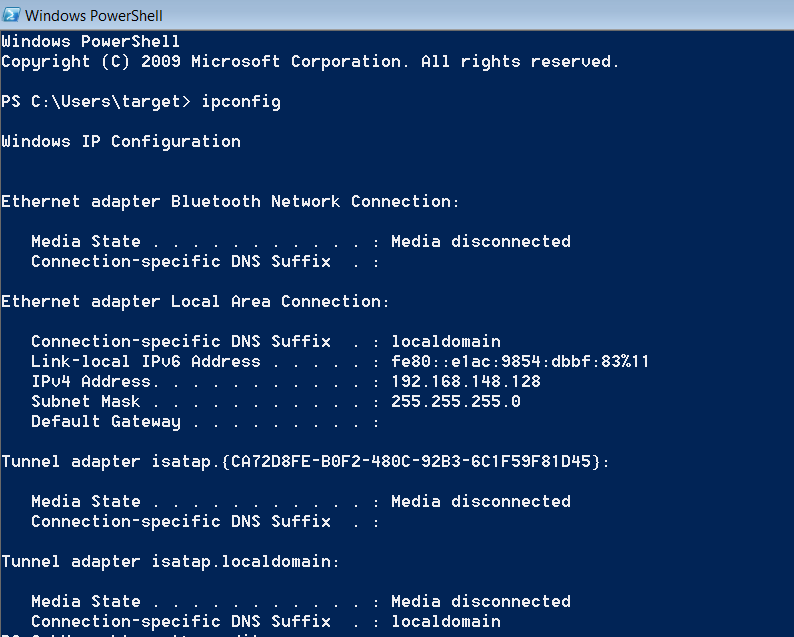 Windows PowerShell
Windows PowerShell
Copyright (C) 2009 Microsoft Corporation. All rights reserved.
PS C:\Users\target> ipconfig
Windows IP Configuration
Ethernet adapter Bluetooth Network Connection:
Media State . . . . . . . . . . . : Media disconnected
Connection-specific DNS Suffix  . :
Ethernet adapter Local Area Connection:
Connection-specific DNS Suffix  . : localdomain
Link-local IPv6 Address . . . . . : fe80::e1ac:9854:dbbf:83%11
IPv4 Address. . . . . . . . . . . : 192.168.148.128
Subnet Mask . . . . . . . . . . . : 255.255.255.0
Default Gateway . . . . . . . . . :
Tunnel adapter isatap.{CA72D8FE-B0F2-480C-92B3-6C1F59F81D45}:
Media State . . . . . . . . . . . : Media disconnected
Connection-specific DNS Suffix  . :
Tunnel adapter isatap.localdomain:
Media State . . . . . . . . . . . : Media disconnected
Connection-specific DNS Suffix  . : localdomain